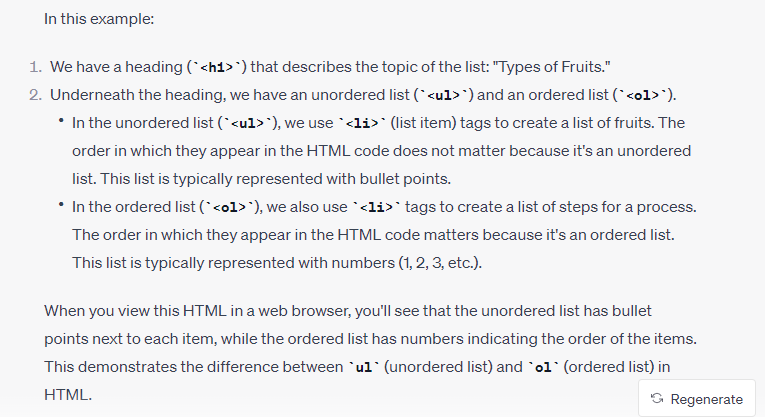 In this example:
1. We have a heading (`<h1>`) that describes the topic of the list: "Types of Fruits."
2. Underneath the heading, we have an unordered list (`<ul>`) and an ordered list (`<ol>`).
• In the unordered list (`<ul>`), we use `<li>` (list item) tags to create a list of fruits. The
order in which they appear in the HTML code does not matter because it's an unordered
list. This list is typically represented with bullet points.
• In the ordered list (`<ol>`), we also use `<li>` tags to create a list of steps for a process.
The order in which they appear in the HTML code matters because it's an ordered list.
This list is typically represented with numbers (1, 2, 3, etc.).
When you view this HTML in a web browser, you'll see that the unordered list has bullet
points next to each item, while the ordered list has numbers indicating the order of the items.
This demonstrates the difference between `ul` (unordered list) and `ol` (ordered list) in
HTML.
Regenerate